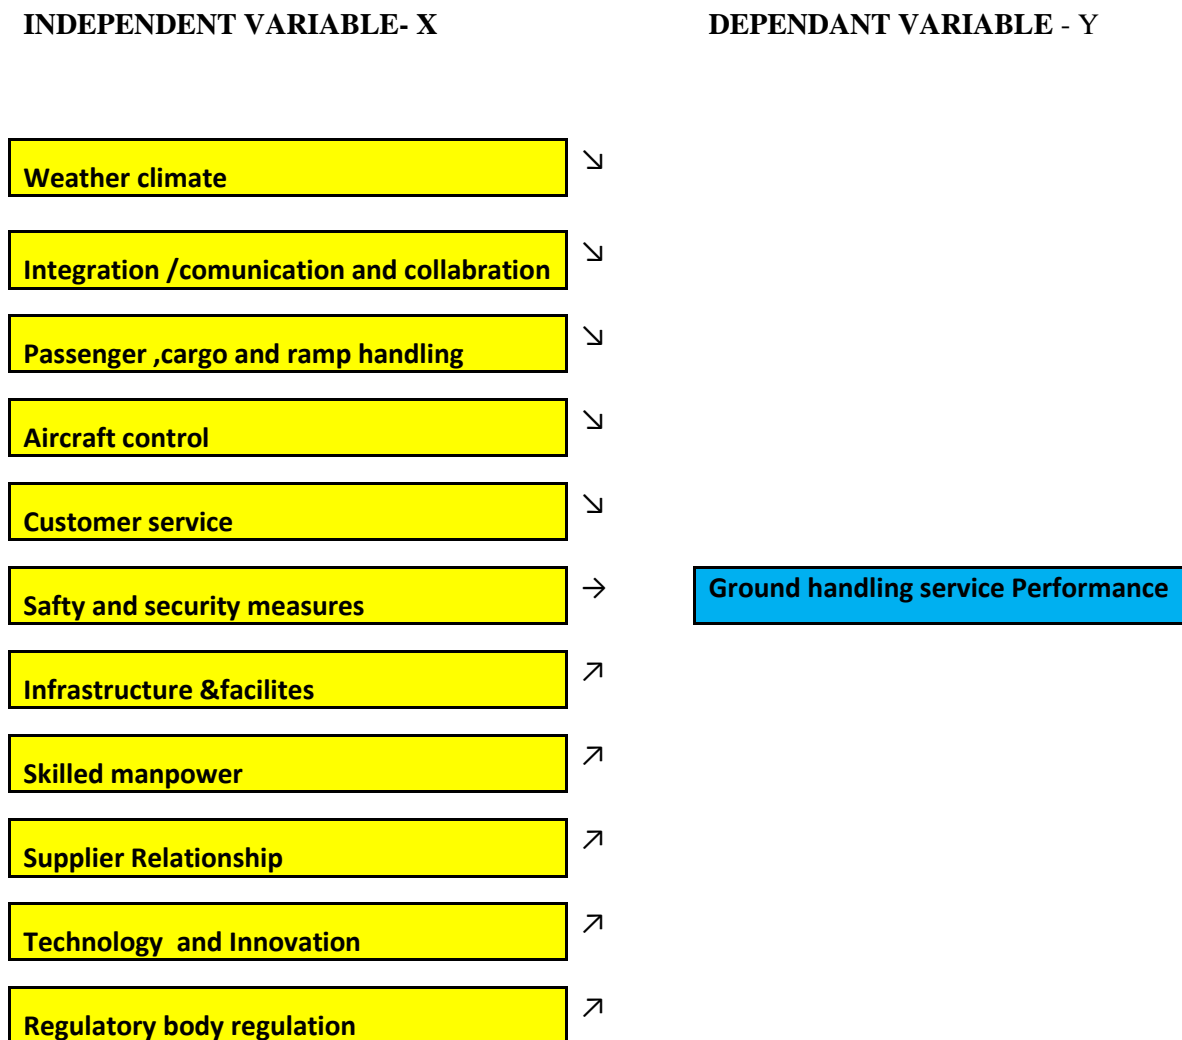 INDEPENDENT VARIABLE- X DEPENDANT VARIABLE - Y
Weather climate ↘
Integration /comunication and collabration ↘
Passenger ,cargo and ramp handling ↘
Aircraft control ↘
Customer service ↘
Safty and security measures → Ground handling service Performance
Infrastructure &facilites ↗
Skilled manpower ↗
Supplier Relationship ↗
Technology and Innovation ↗
Regulatory body regulation ↗